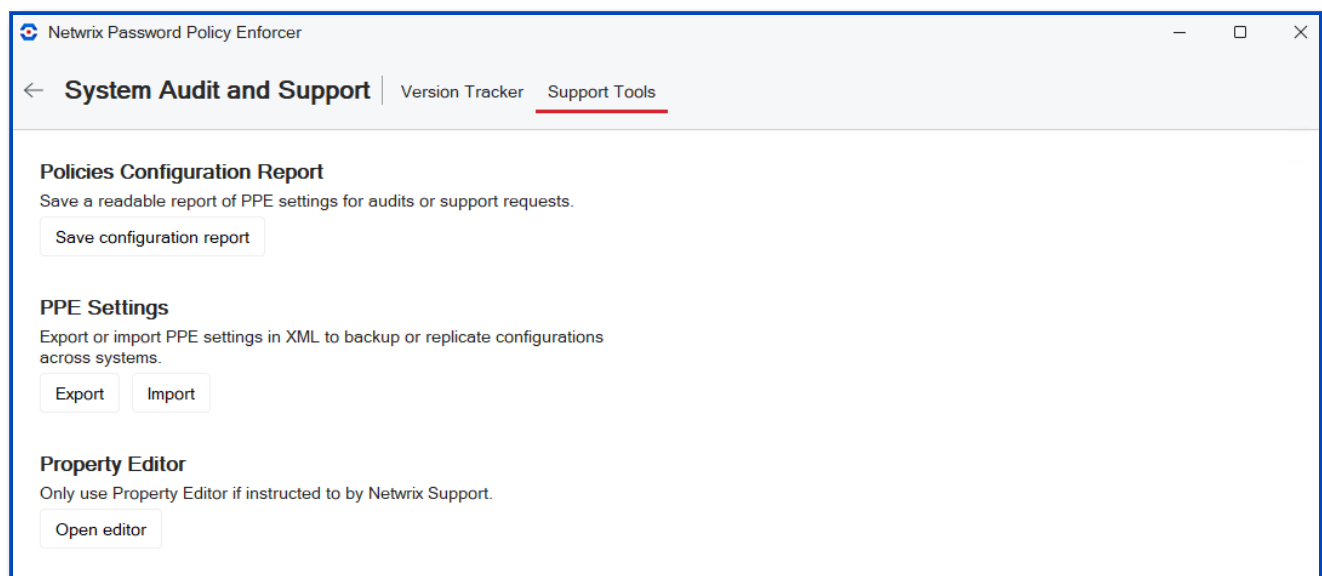 Netwrix Password Policy Enforcer
System Audit and Support Version Tracker Support Tools
Policies Configuration Report
Save a readable report of PPE settings for audits or support requests.
Save configuration report
PPE Settings
Export or import PPE settings in XML to backup or replicate configurations
across systems.
Export Import
Property Editor
Only use Property Editor if instructed to by Netwrix Support.
Open editor